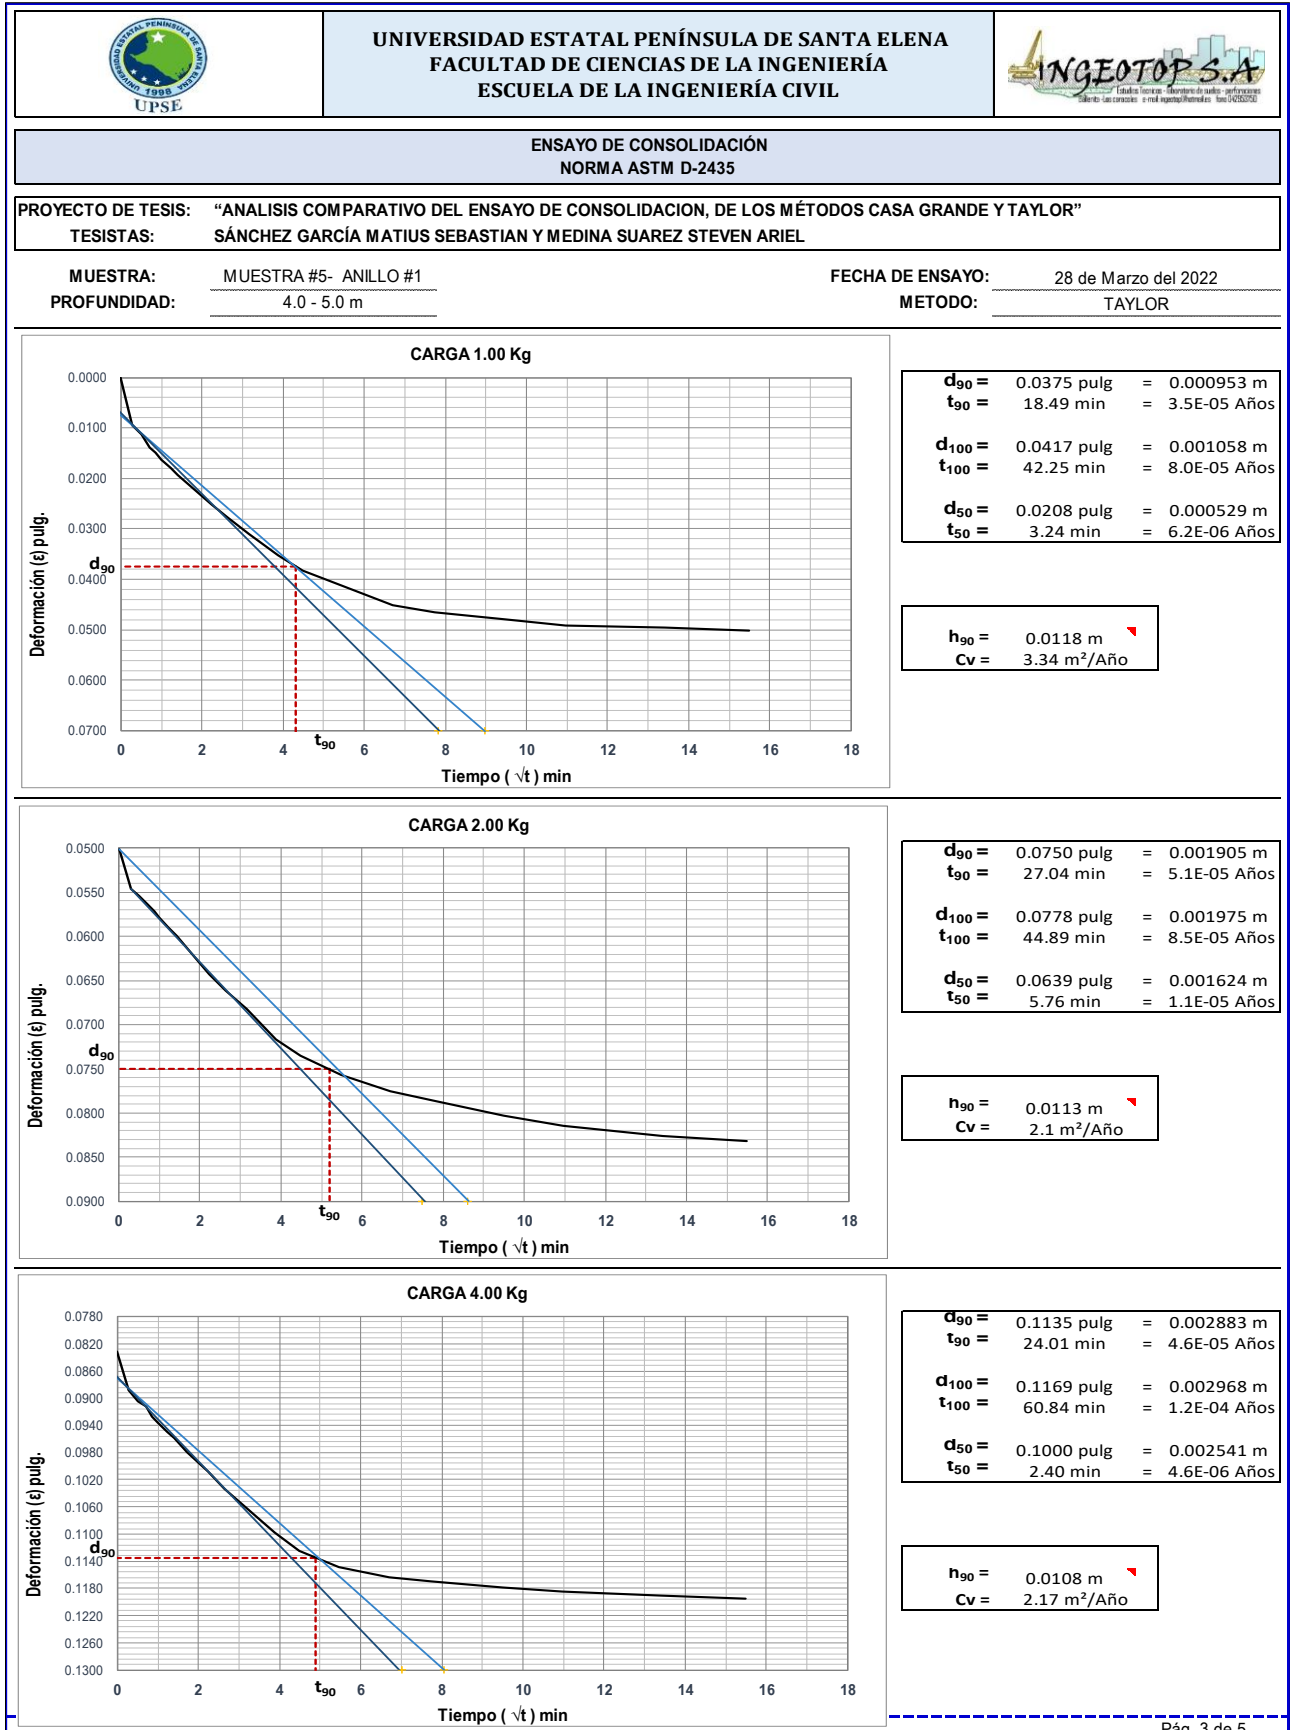 UNIVERSIDAD ESTATAL PENÍNSULA DE SANTA ELENA
UPSE
1998
UNIVERSIDAD ESTATAL PENÍNSULA DE SANTA ELENA
FACULTAD DE CIENCIAS DE LA INGENIERÍA
ESCUELA DE LA INGENIERÍA CIVIL
INGEOTOP S.A.
ENSAYO DE CONSOLIDACIÓN
NORMA ASTM D-2435
PROYECTO DE TESIS: “ANALISIS COMPARATIVO DEL ENSAYO DE CONSOLIDACION, DE LOS MÉTODOS CASA GRANDE Y TAYLOR”
TESISTAS: SÁNCHEZ GARCÍA MATIUS SEBASTIAN Y MEDINA SUAREZ STEVEN ARIEL
MUESTRA: MUESTRA #5- ANILLO #1 FECHA DE ENSAYO: 28 de Marzo del 2022
PROFUNDIDAD: 4.0 - 5.0 m METODO: TAYLOR
CARGA 1.00 Kg
Deformación (ε) pulg.
0.0000
0.0100
0.0200
0.0300
d₉₀
0.0400
0.0500
0.0600
0.0700
0 2 4 t₉₀ 6 8 10 12 14 16 18
Tiempo ( √t ) min
d₉₀ = 0.0375 pulg = 0.000953 m
t₉₀ = 18.49 min = 3.5E-05 Años
d₁₀₀ = 0.0417 pulg = 0.001058 m
t₁₀₀ = 42.25 min = 8.0E-05 Años
d₅₀ = 0.0208 pulg = 0.000529 m
t₅₀ = 3.24 min = 6.2E-06 Años
h₉₀ = 0.0118 m
Cv = 3.34 m²/Año
CARGA 2.00 Kg
Deformación (ε) pulg.
0.0500
0.0550
0.0600
0.0650
0.0700
d₉₀
0.0750
0.0800
0.0850
0.0900
0 2 4 t₉₀ 6 8 10 12 14 16 18
Tiempo ( √t ) min
d₉₀ = 0.0750 pulg = 0.001905 m
t₉₀ = 27.04 min = 5.1E-05 Años
d₁₀₀ = 0.0778 pulg = 0.001975 m
t₁₀₀ = 44.89 min = 8.5E-05 Años
d₅₀ = 0.0639 pulg = 0.001624 m
t₅₀ = 5.76 min = 1.1E-05 Años
h₉₀ = 0.0113 m
Cv = 2.1 m²/Año
CARGA 4.00 Kg
Deformación (ε) pulg.
0.0780
0.0820
0.0860
0.0900
0.0940
0.0980
0.1020
0.1060
0.1100
d₉₀
0.1140
0.1180
0.1220
0.1260
0.1300
0 2 4 t₉₀ 6 8 10 12 14 16 18
Tiempo ( √t ) min
d₉₀ = 0.1135 pulg = 0.002883 m
t₉₀ = 24.01 min = 4.6E-05 Años
d₁₀₀ = 0.1169 pulg = 0.002968 m
t₁₀₀ = 60.84 min = 1.2E-04 Años
d₅₀ = 0.1000 pulg = 0.002541 m
t₅₀ = 2.40 min = 4.6E-06 Años
h₉₀ = 0.0108 m
Cv = 2.17 m²/Año
Pág. 3 de 5